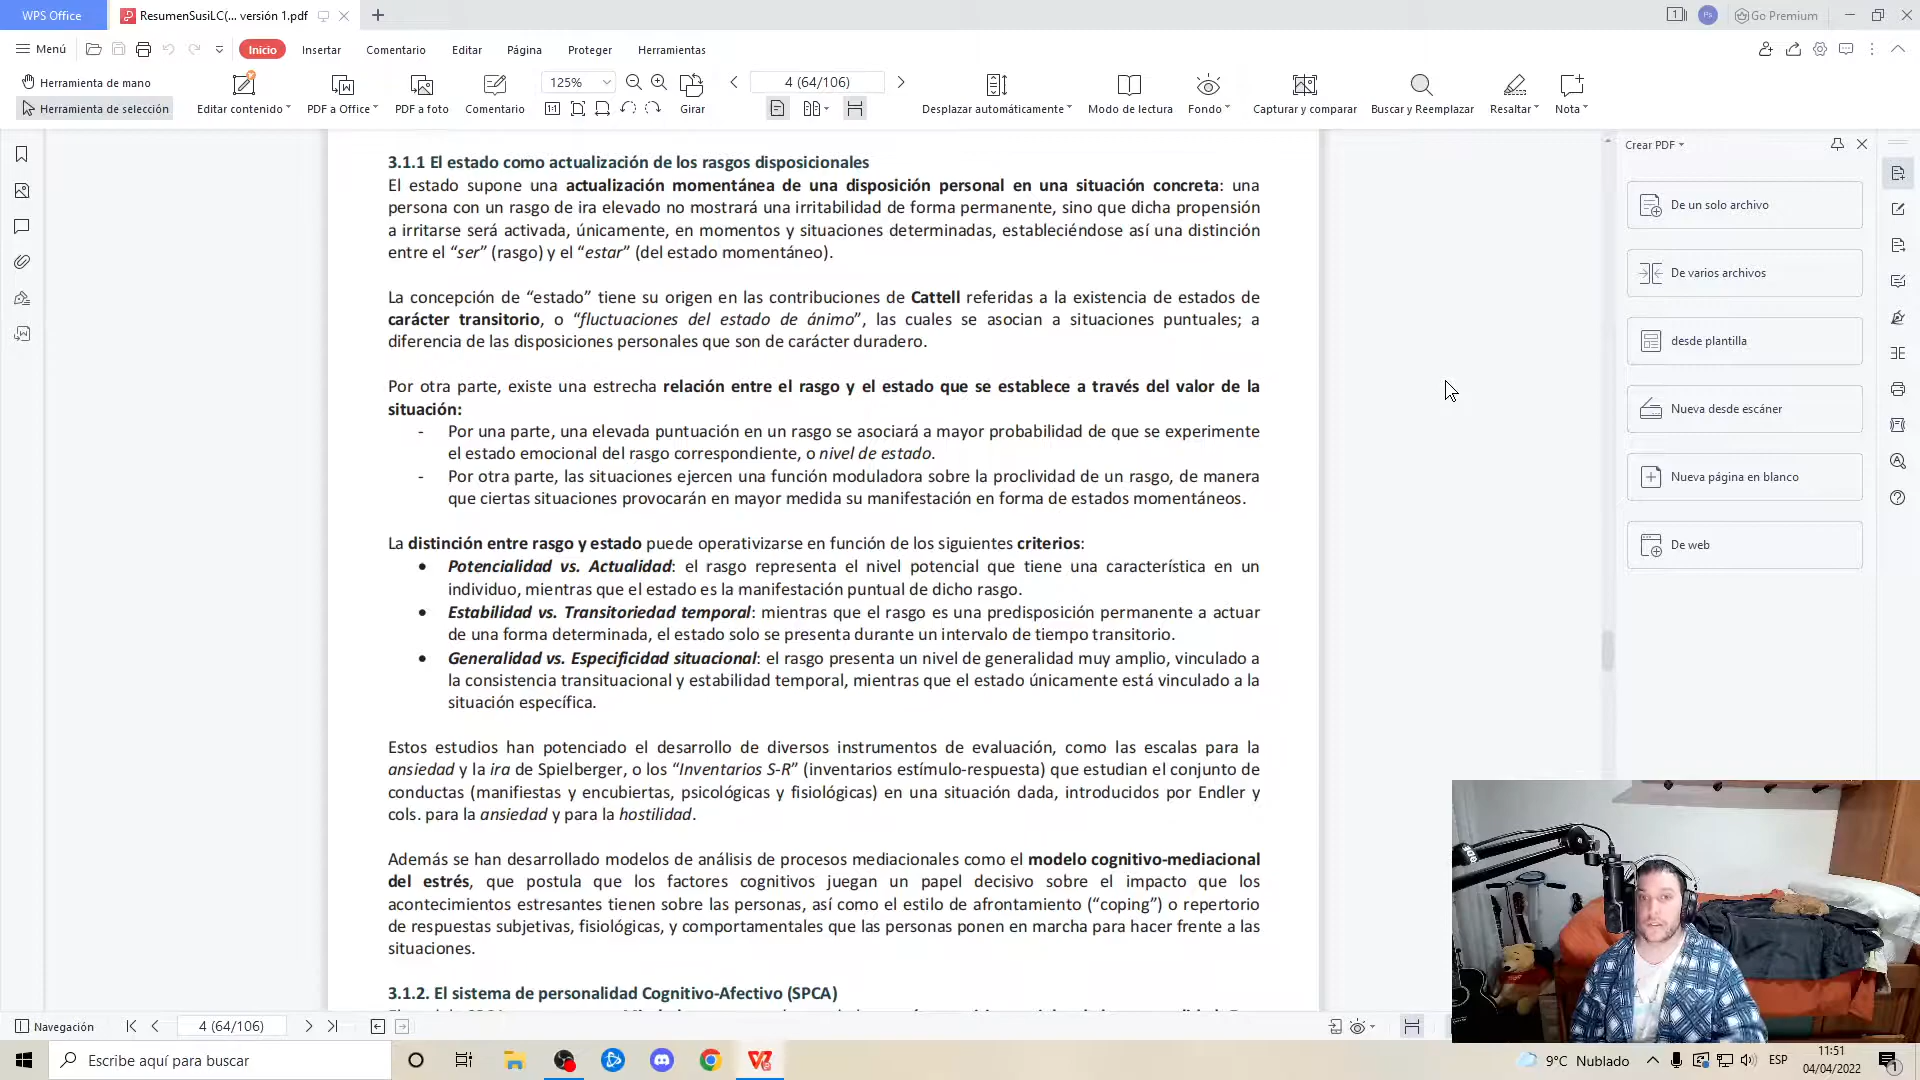 WPS Office
ResumenSusiLC(... versión 1.pdf
Go Premium
Menú
Inicio
Insertar
Comentario
Editar
Página
Proteger
Herramientas
Herramienta de mano
Herramienta de selección
Editar contenido
PDF a Office
PDF a foto
Comentario
125%
Girar
4 (64/106)
Desplazar automáticamente
Modo de lectura
Fondo
Capturar y comparar
Buscar y Reemplazar
Resaltar
Nota
3.1.1 El estado como actualización de los rasgos disposicionales
El estado supone una actualización momentánea de una disposición personal en una situación concreta: una
persona con un rasgo de ira elevado no mostrará una irritabilidad de forma permanente, sino que dicha propensión
a irritarse será activada, únicamente, en momentos y situaciones determinadas, estableciéndose así una distinción
entre el “ser” (rasgo) y el “estar” (del estado momentáneo).
La concepción de “estado” tiene su origen en las contribuciones de Cattell referidas a la existencia de estados de
carácter transitorio, o “fluctuaciones del estado de ánimo”, las cuales se asocian a situaciones puntuales; a
diferencia de las disposiciones personales que son de carácter duradero.
Por otra parte, existe una estrecha relación entre el rasgo y el estado que se establece a través del valor de la
situación:
- Por una parte, una elevada puntuación en un rasgo se asociará a mayor probabilidad de que se experimente
el estado emocional del rasgo correspondiente, o nivel de estado.
- Por otra parte, las situaciones ejercen una función moduladora sobre la proclividad de un rasgo, de manera
que ciertas situaciones provocarán en mayor medida su manifestación en forma de estados momentáneos.
La distinción entre rasgo y estado puede operativizarse en función de los siguientes criterios:
• Potencialidad vs. Actualidad: el rasgo representa el nivel potencial que tiene una característica en un
individuo, mientras que el estado es la manifestación puntual de dicho rasgo.
• Estabilidad vs. Transitoriedad temporal: mientras que el rasgo es una predisposición permanente a actuar
de una forma determinada, el estado solo se presenta durante un intervalo de tiempo transitorio.
• Generalidad vs. Especificidad situacional: el rasgo presenta un nivel de generalidad muy amplio, vinculado a
la consistencia transituacional y estabilidad temporal, mientras que el estado únicamente está vinculado a la
situación específica.
Estos estudios han potenciado el desarrollo de diversos instrumentos de evaluación, como las escalas para la
ansiedad y la ira de Spielberger, o los “Inventarios S-R” (inventarios estímulo-respuesta) que estudian el conjunto de
conductas (manifiestas y encubiertas, psicológicas y fisiológicas) en una situación dada, introducidos por Endler y
cols. para la ansiedad y para la hostilidad.
Además se han desarrollado modelos de análisis de procesos mediacionales como el modelo cognitivo-mediacional
del estrés, que postula que los factores cognitivos juegan un papel decisivo sobre el impacto que los
acontecimientos estresantes tienen sobre las personas, así como el estilo de afrontamiento (“coping”) o repertorio
de respuestas subjetivas, fisiológicas, y comportamentales que las personas ponen en marcha para hacer frente a las
situaciones.
3.1.2. El sistema de personalidad Cognitivo-Afectivo (SPCA)
Crear PDF
De un solo archivo
De varios archivos
desde plantilla
Nueva desde escáner
Nueva página en blanco
De web
Navegación
4 (64/106)
Escribe aquí para buscar
9°C Nublado
ESP
11:51
04/04/2022